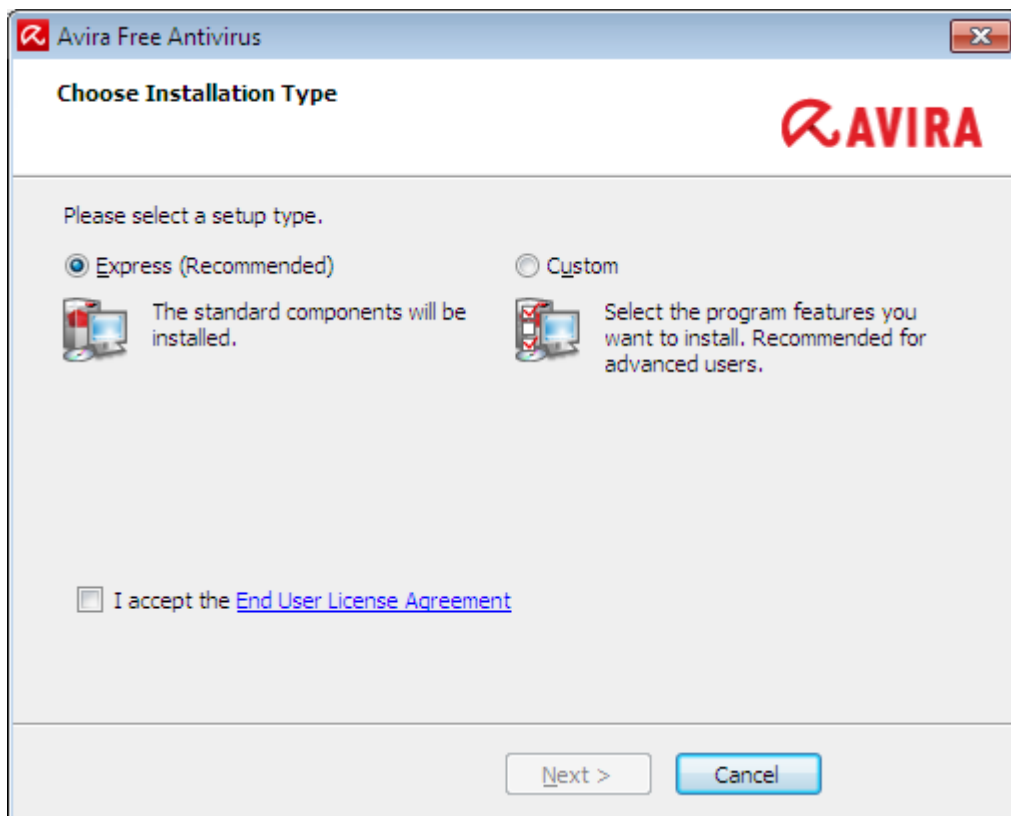 Avira Free Antivirus
Choose Installation Type
AVIRA
Please select a setup type.
Express (Recommended)
Custom
The standard components will be
installed.
Select the program features you
want to install. Recommended for
advanced users.
I accept the End User License Agreement
Next >
Cancel